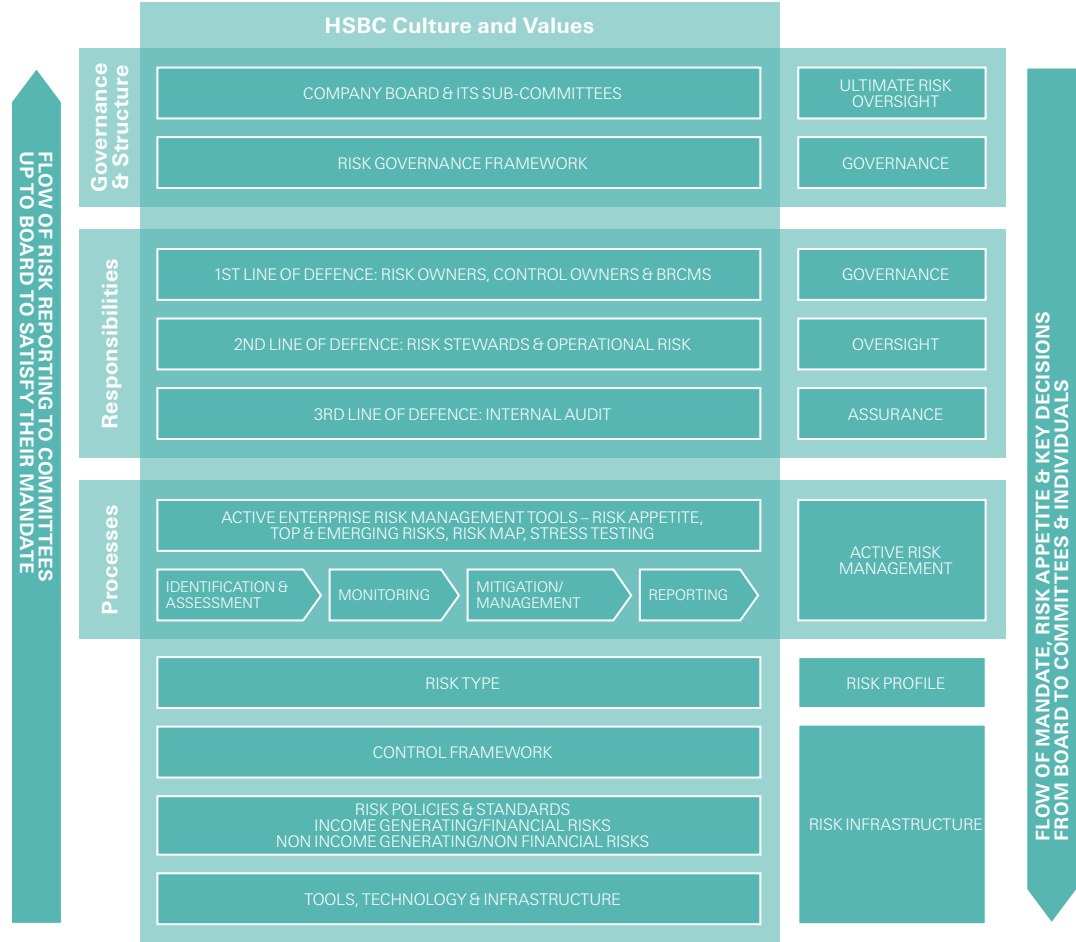 HSBC Culture and Values
FLOW OF RISK REPORTING TO COMMITTEES
UP TO BOARD TO SATISFY THEIR MANDATE
Governance
& Structure
COMPANY BOARD & ITS SUB-COMMITTEES
ULTIMATE RISK
OVERSIGHT
RISK GOVERNANCE FRAMEWORK
GOVERNANCE
Responsibilities
1ST LINE OF DEFENCE: RISK OWNERS, CONTROL OWNERS & BRCMS
GOVERNANCE
2ND LINE OF DEFENCE: RISK STEWARDS & OPERATIONAL RISK
OVERSIGHT
3RD LINE OF DEFENCE: INTERNAL AUDIT
ASSURANCE
Processes
ACTIVE ENTERPRISE RISK MANAGEMENT TOOLS – RISK APPETITE,
TOP & EMERGING RISKS, RISK MAP, STRESS TESTING
IDENTIFICATION &
ASSESSMENT
MONITORING
MITIGATION/
MANAGEMENT
REPORTING
ACTIVE RISK
MANAGEMENT
RISK TYPE
RISK PROFILE
CONTROL FRAMEWORK
RISK POLICIES & STANDARDS
INCOME GENERATING/FINANCIAL RISKS
NON INCOME GENERATING/NON FINANCIAL RISKS
TOOLS, TECHNOLOGY & INFRASTRUCTURE
RISK INFRASTRUCTURE
FLOW OF MANDATE, RISK APPETITE & KEY DECISIONS
FROM BOARD TO COMMITTEES & INDIVIDUALS